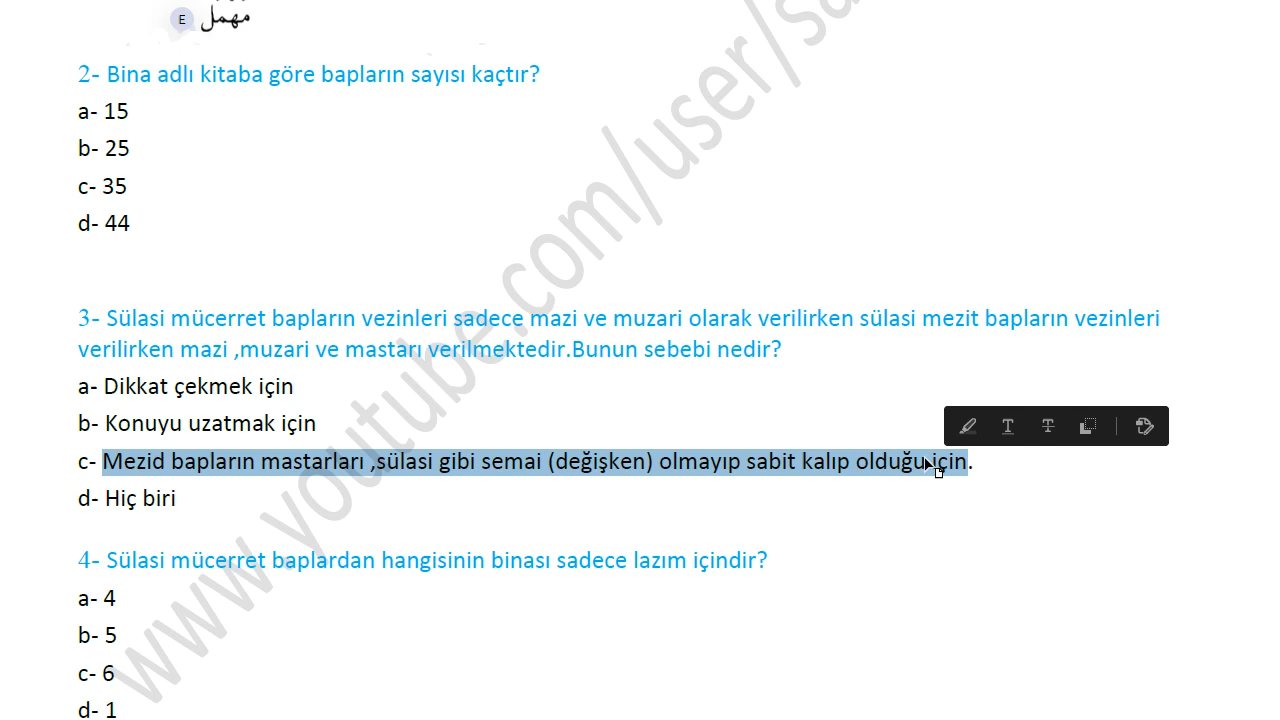 E
مهمل
2- Bina adlı kitaba göre bapların sayısı kaçtır?
a- 15
b- 25
c- 35
d- 44
3- Sülasi mücerret bapların vezinleri sadece mazi ve muzari olarak verilirken sülasi mezit bapların vezinleri
verilirken mazi ,muzari ve mastarı verilmektedir.Bunun sebebi nedir?
a- Dikkat çekmek için
b- Konuyu uzatmak için
c- Mezid bapların mastarları ,sülasi gibi semai (değişken) olmayıp sabit kalıp olduğu için.
d- Hiç biri
4- Sülasi mücerret baplardan hangisinin binası sadece lazım içindir?
a- 4
b- 5
c- 6
d- 1
www.youtube.com/user/sa